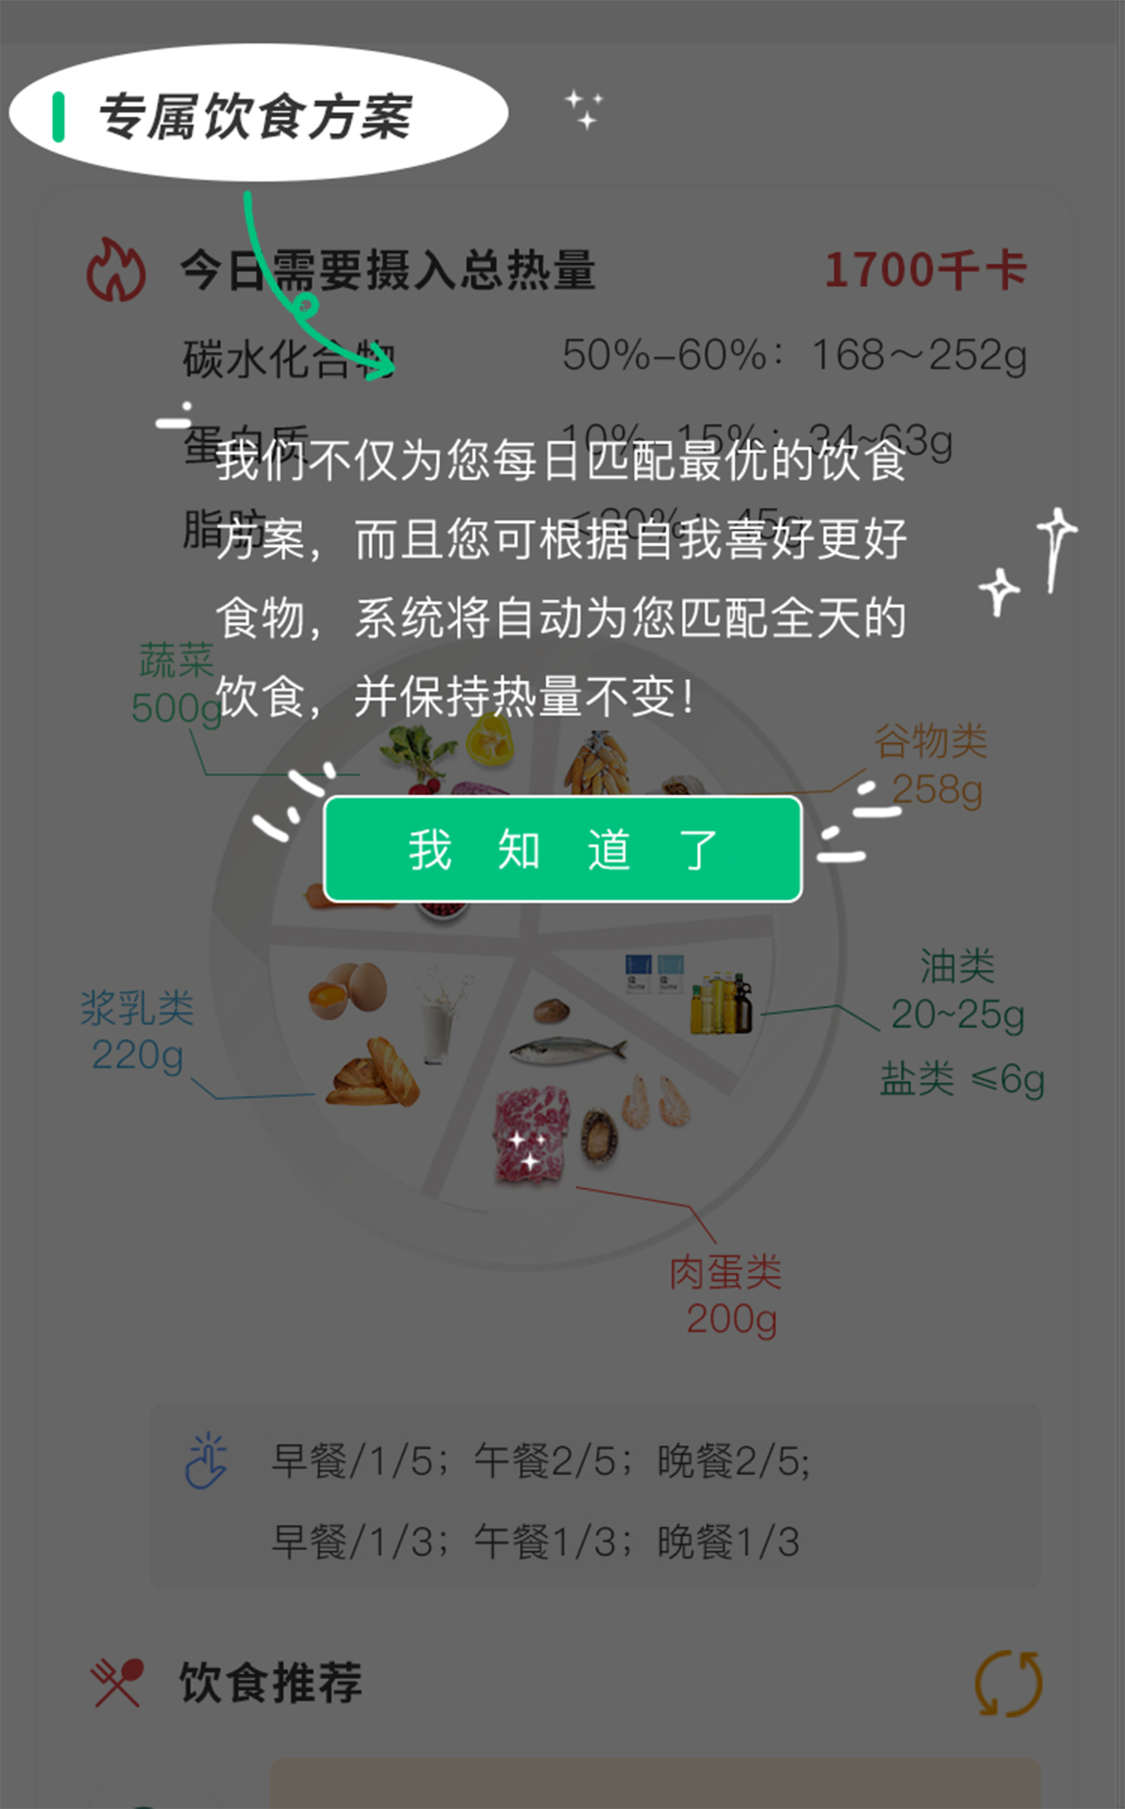 专属饮食方案
今日需要摄入总热量 1700千卡
碳水化合物 50%–60%：168～252g
蛋白质 10%–15%：34~63g
我们不仅为您每日匹配最优的饮食
脂肪 45g
方案，而且您可根据自我喜好更好
食物，系统将自动为您匹配全天的
蔬菜
500g
饮食，并保持热量不变！
谷物类
258g
我知道了
油类
20~25g
盐类 ≤6g
浆乳类
220g
肉蛋类
200g
早餐/1/5；午餐2/5；晚餐2/5;
早餐/1/3；午餐1/3；晚餐1/3
饮食推荐